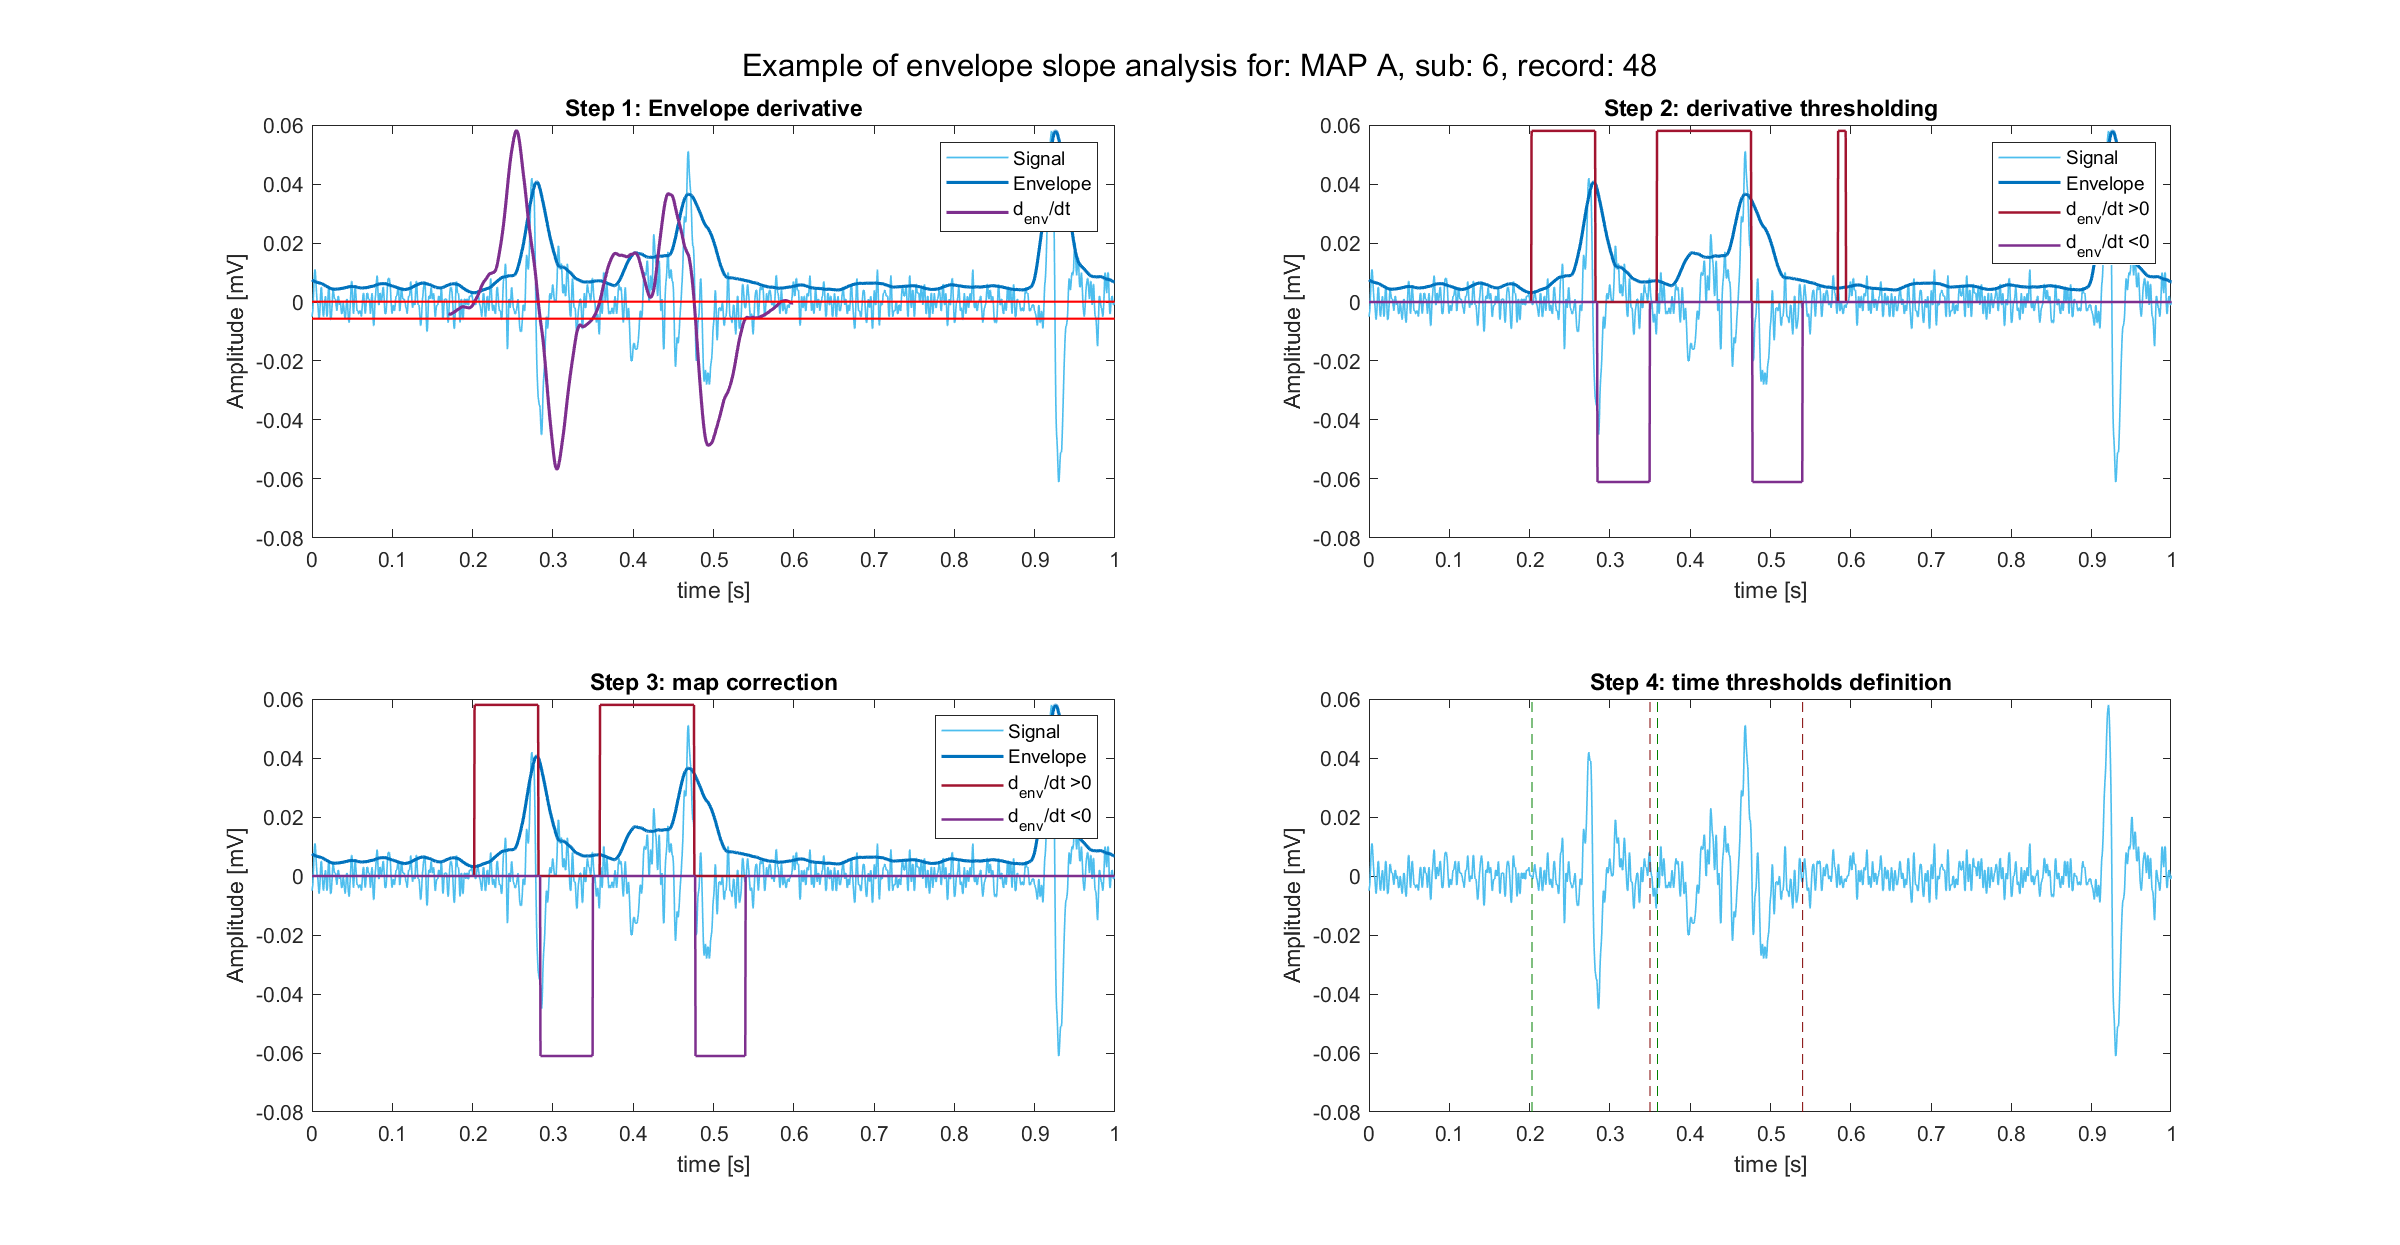 Example of envelope slope analysis for: MAP A, sub: 6, record: 48
Step 1: Envelope derivative
0.06
0.04
0.02
0
-0.02
-0.04
-0.06
-0.08
Amplitude [mV]
0 0.1 0.2 0.3 0.4 0.5 0.6 0.7 0.8 0.9 1
time [s]
Signal
Envelope
d_env/dt
Step 2: derivative thresholding
0.06
0.04
0.02
0
-0.02
-0.04
-0.06
-0.08
Amplitude [mV]
0 0.1 0.2 0.3 0.4 0.5 0.6 0.7 0.8 0.9 1
time [s]
Signal
Envelope
d_env/dt >0
d_env/dt <0
Step 3: map correction
0.06
0.04
0.02
0
-0.02
-0.04
-0.06
-0.08
Amplitude [mV]
0 0.1 0.2 0.3 0.4 0.5 0.6 0.7 0.8 0.9 1
time [s]
Signal
Envelope
d_env/dt >0
d_env/dt <0
Step 4: time thresholds definition
0.06
0.04
0.02
0
-0.02
-0.04
-0.06
-0.08
Amplitude [mV]
0 0.1 0.2 0.3 0.4 0.5 0.6 0.7 0.8 0.9 1
time [s]